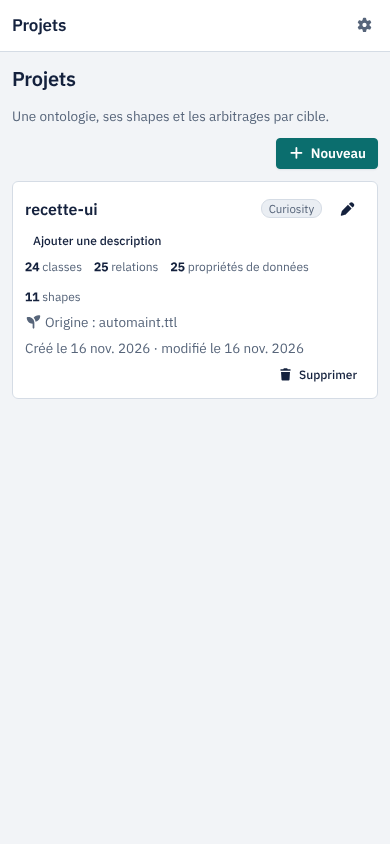 Projets
Projets
Une ontologie, ses shapes et les arbitrages par cible.
Nouveau
recette-ui Curiosity
Ajouter une description
24 classes 25 relations 25 propriétés de données
11 shapes
Origine : automaint.ttl
Créé le 16 nov. 2026 · modifié le 16 nov. 2026
Supprimer